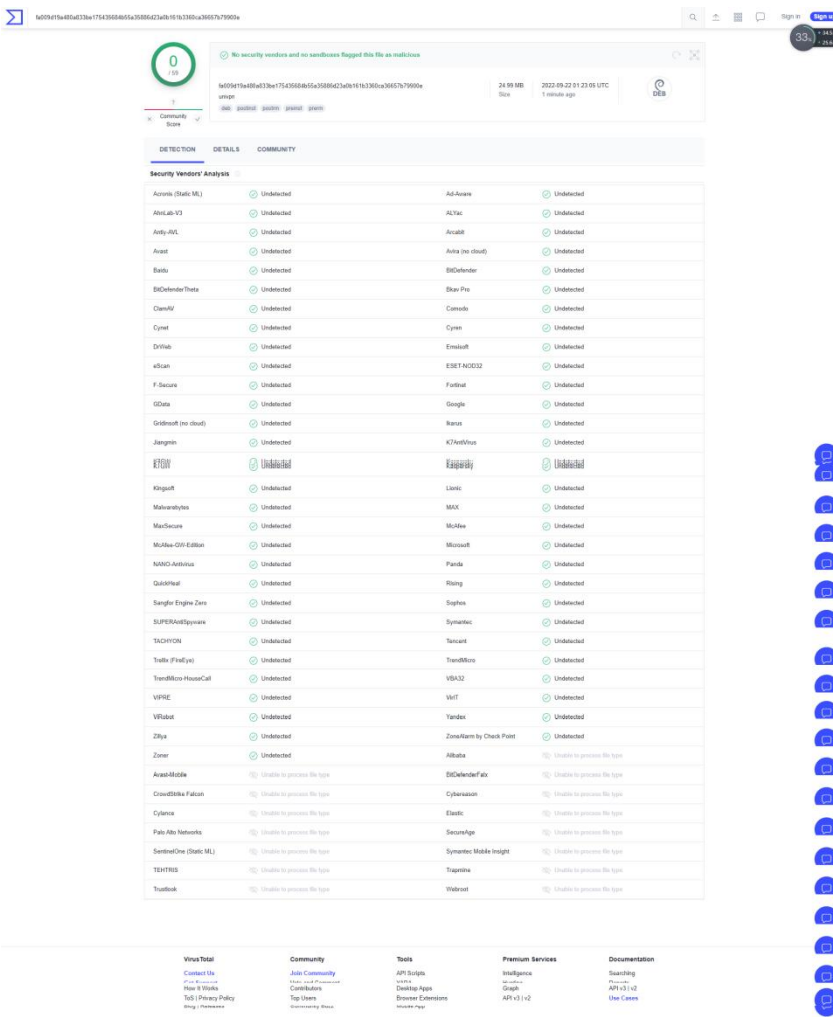 Sign in
Sign u
33%
0
/ 59
?
Community
Score
No security vendors and no sandboxes flagged this file as malicious
univpn
deb
24.99 MB
Size
2022-09-22 01:23:05 UTC
1 minute ago
DEB
DETECTION DETAILS COMMUNITY
Security Vendors' Analysis
Acronis (Static ML) Undetected Ad-Aware Undetected
AhnLab-V3 Undetected ALYac Undetected
Antiy-AVL Undetected Arcabit Undetected
Avast Undetected Avira (no cloud) Undetected
Baidu Undetected BitDefender Undetected
BitDefenderTheta Undetected Bkav Pro Undetected
ClamAV Undetected Comodo Undetected
Cynet Undetected Cyren Undetected
DrWeb Undetected Emsisoft Undetected
eScan Undetected ESET-NOD32 Undetected
F-Secure Undetected Fortinet Undetected
GData Undetected Google Undetected
Gridinsoft (no cloud) Undetected Ikarus Undetected
Jiangmin Undetected K7AntiVirus Undetected
K7GW Undetected Kaspersky Undetected
Kingsoft Undetected Lionic Undetected
Malwarebytes Undetected MAX Undetected
MaxSecure Undetected McAfee Undetected
McAfee-GW-Edition Undetected Microsoft Undetected
NANO-Antivirus Undetected Panda Undetected
QuickHeal Undetected Rising Undetected
Sangfor Engine Zero Undetected Sophos Undetected
SUPERAntiSpyware Undetected Symantec Undetected
TACHYON Undetected Tencent Undetected
Trellix (FireEye) Undetected TrendMicro Undetected
TrendMicro-HouseCall Undetected VBA32 Undetected
VIPRE Undetected VirIT Undetected
ViRobot Undetected Yandex Undetected
Zillya Undetected ZoneAlarm by Check Point Undetected
Zoner Undetected Alibaba Unable to process file type
Avast-Mobile Unable to process file type BitDefenderFalx Unable to process file type
CrowdStrike Falcon Unable to process file type Cybereason Unable to process file type
Cylance Unable to process file type Elastic Unable to process file type
Palo Alto Networks Unable to process file type SecureAge Unable to process file type
SentinelOne (Static ML) Unable to process file type Symantec Mobile Insight Unable to process file type
TEHTRIS Unable to process file type Trapmine Unable to process file type
Trustlook Unable to process file type Webroot Unable to process file type
VirusTotal Community Tools Premium Services Documentation
Contact Us Join Community API Scripts Intelligence Searching
How It Works Contributors Desktop Apps Graph API v3 | v2
ToS | Privacy Policy Top Users Browser Extensions API v3 | v2 Use Cases